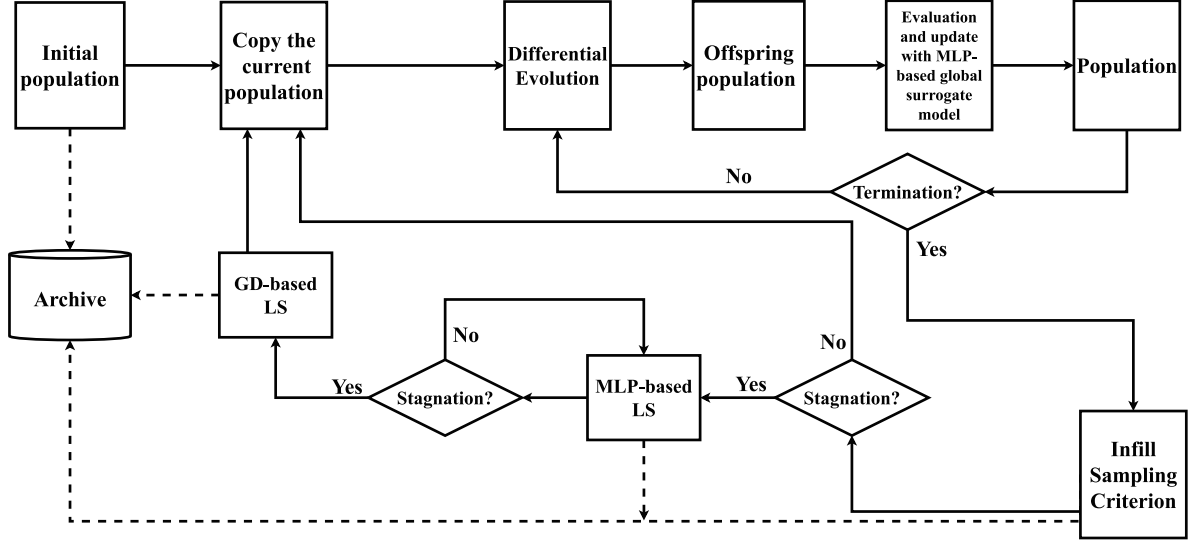 Initial
population
Copy the
current
population
Differential
Evolution
Offspring
population
Evaluation
and update
with MLP-
based global
surrogate
model
Population
No
Termination?
Yes
Archive
GD-based
LS
No
No
Yes
Stagnation?
MLP-based
LS
Yes
Stagnation?
Infill
Sampling
Criterion